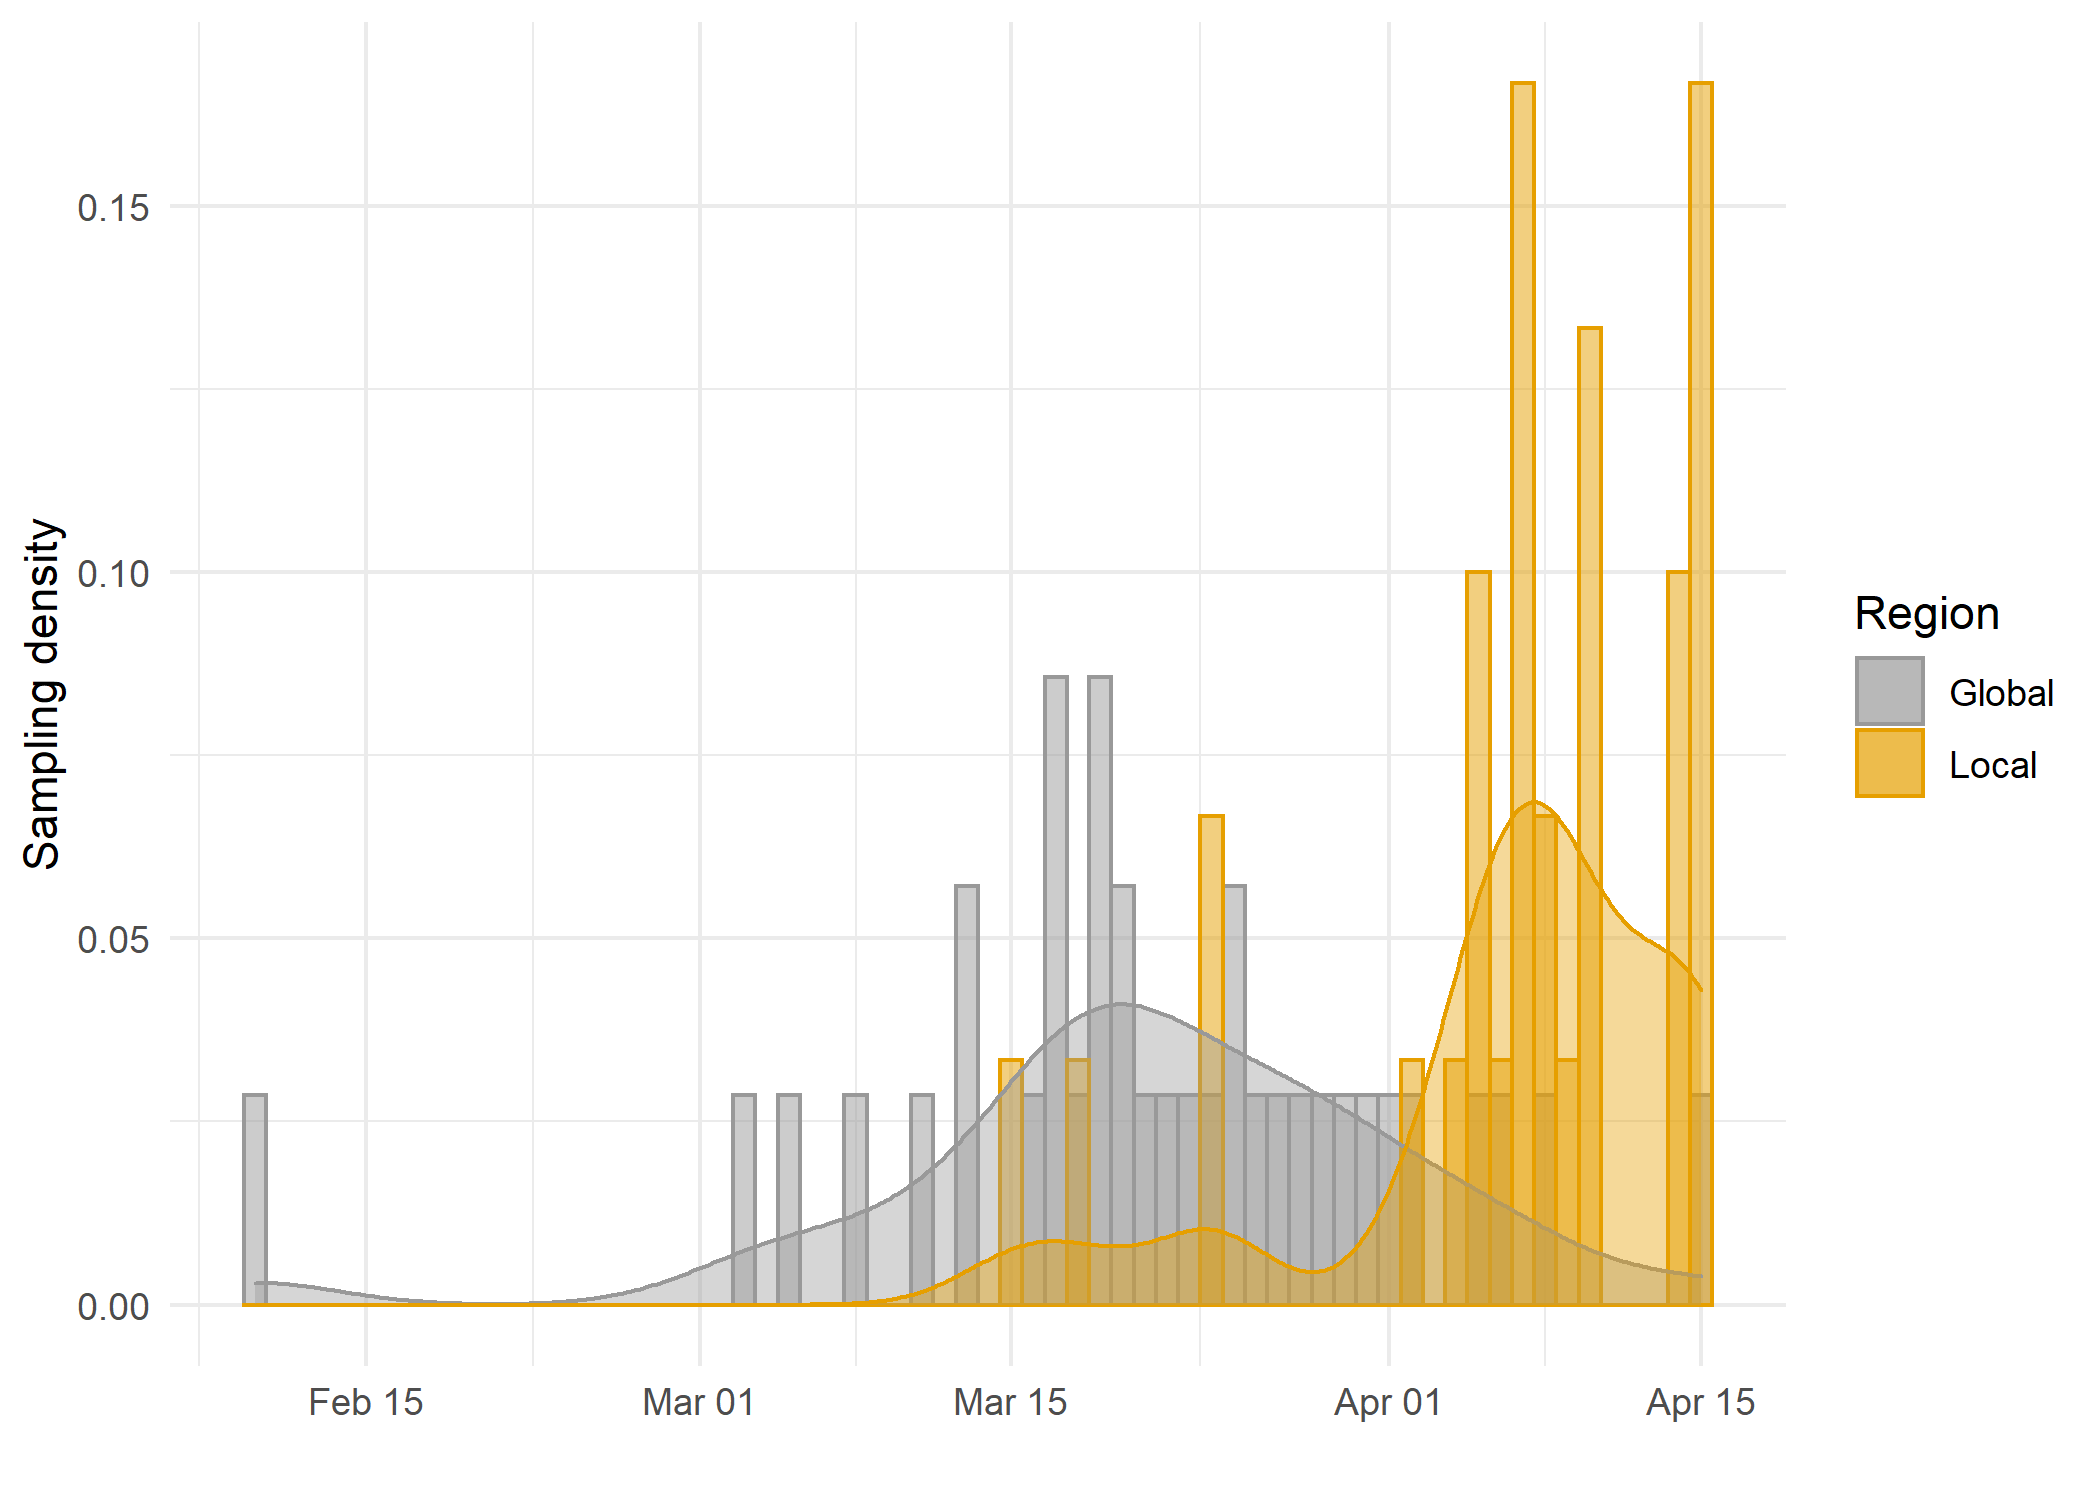 Sampling density
0.15
0.10
0.05
0.00
Feb 15
Mar 01
Mar 15
Apr 01
Apr 15
Region
Global
Local